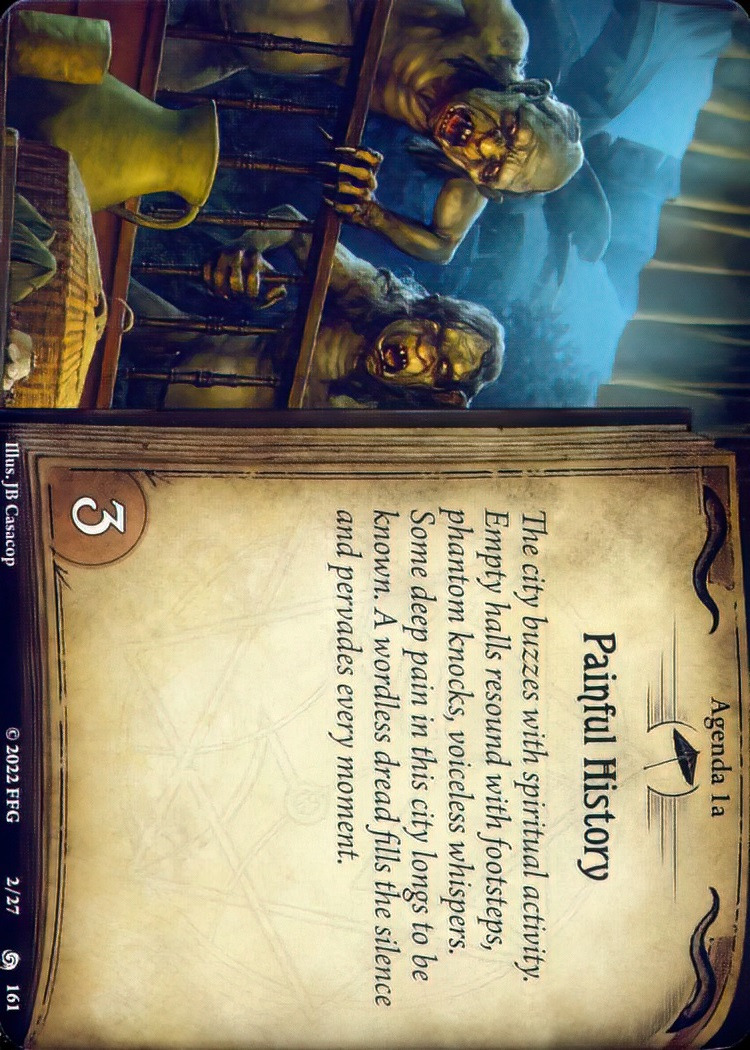 Agenda 1a
Painful History
The city buzzes with spiritual activity.
Empty halls resound with footsteps,
phantom knocks, voiceless whispers.
Some deep pain in this city longs to be
known. A wordless dread fills the silence
and pervades every moment.
3
Illus. JB Casacop
© 2022 FFG
2/27
161